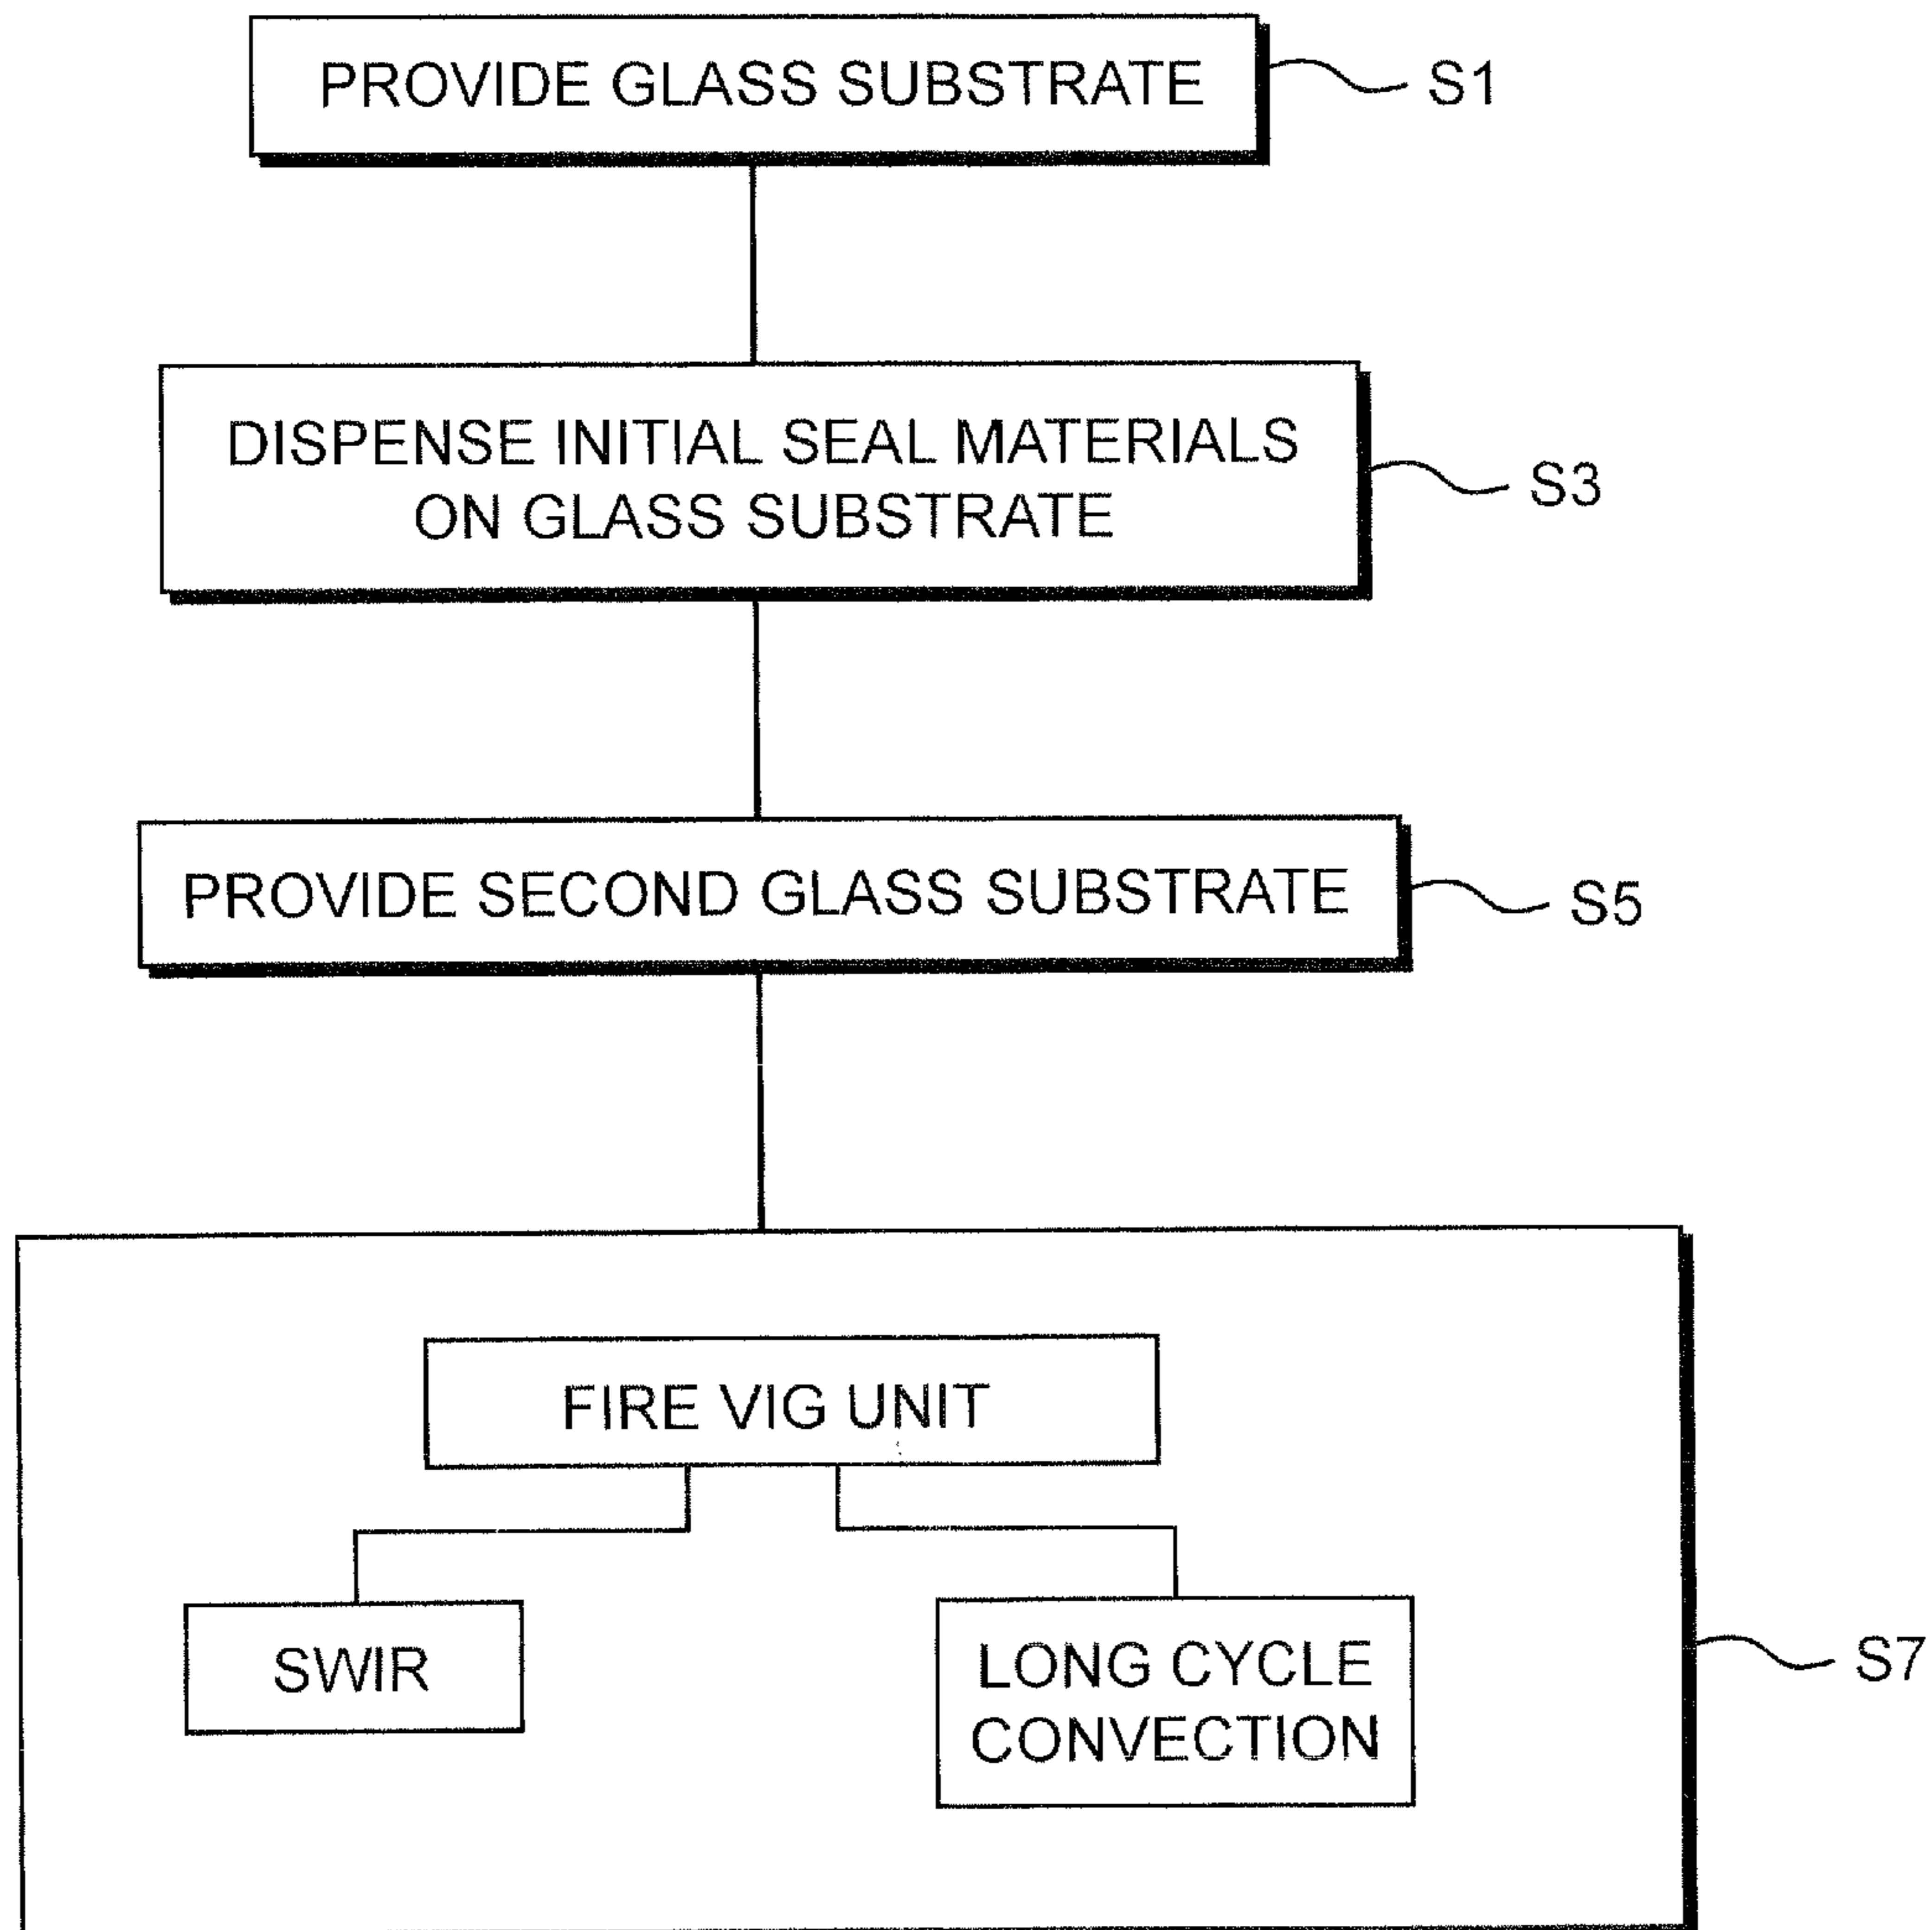 PROVIDE GLASS SUBSTRATE
S1
DISPENSE INITIAL SEAL MATERIALS
ON GLASS SUBSTRATE
S3
PROVIDE SECOND GLASS SUBSTRATE
S5
FIRE VIG UNIT
SWIR
LONG CYCLE
CONVECTION
S7